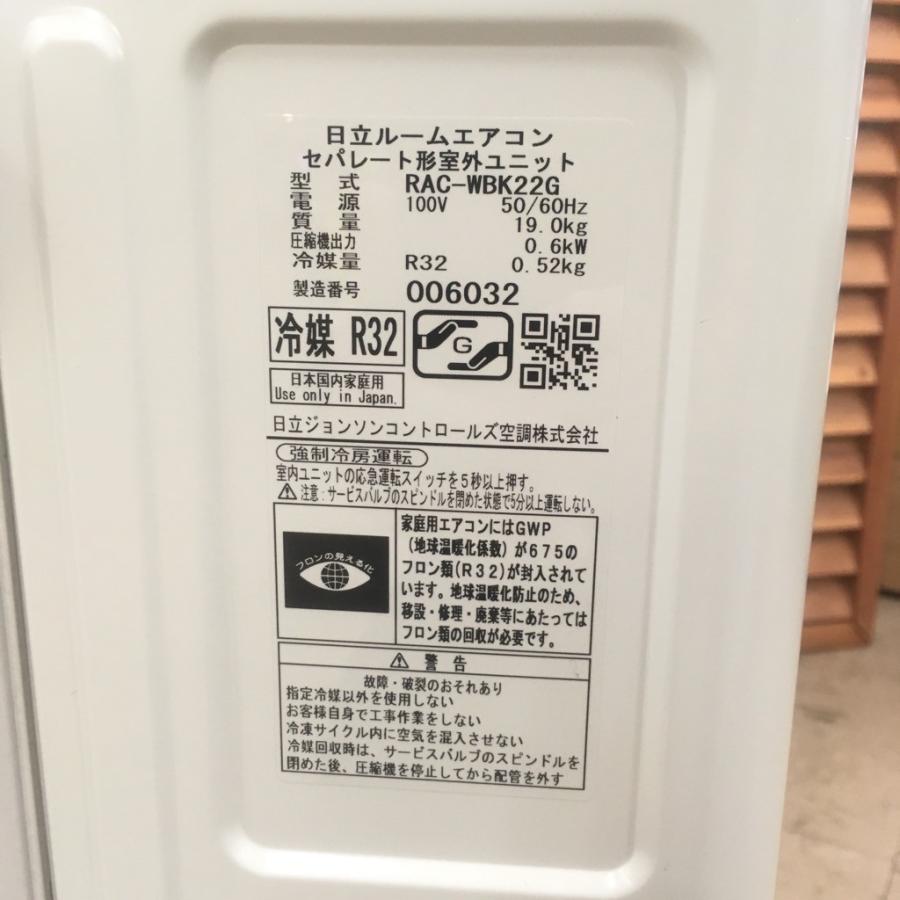 日立ルームエアコン
セパレート形室外ユニット
型式 RAC-WBK22G
電源 100V 50/60Hz
質量 19.0kg
圧縮機出力 0.6kW
冷媒量 R32 0.52kg
製造番号 006032
冷媒 R32
G
日本国内家庭用
Use only in Japan.
日立ジョンソンコントロールズ空調株式会社
強制冷房運転
室内ユニットの応急運転スイッチを5秒以上押す。
⚠注意:サービスバルブのスピンドルを閉めた状態で5分以上運転しない。
フロンの見える化
家庭用エアコンにはGWP
(地球温暖化係数)が675の
フロン類(R32)が封入されて
います。地球温暖化防止のため、
移設・修理・廃棄等にあたっては
フロン類の回収が必要です。
⚠ 警告
故障・破裂のおそれあり
指定冷媒以外を使用しない
お客様自身で工事作業をしない
冷凍サイクル内に空気を混入させない
冷媒回収時は、サービスバルブのスピンドルを
閉めた後、圧縮機を停止してから配管を外す